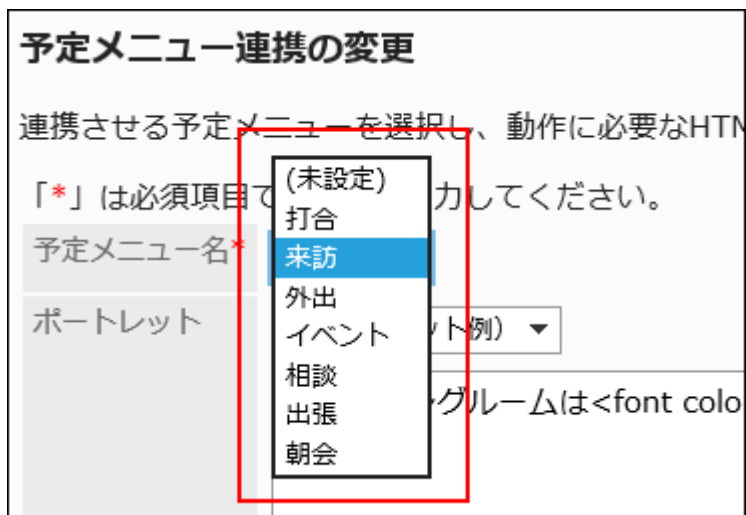 予定メニュー連携の変更
連携させる予定メニューを選択し、動作に必要なHTM
「*」は必須項目で
力してください。
予定メニュー名*
(未設定)
打合
来訪
外出
イベント
相談
出張
朝会
ポートレット
ト例) ▼
グルームは<font colo